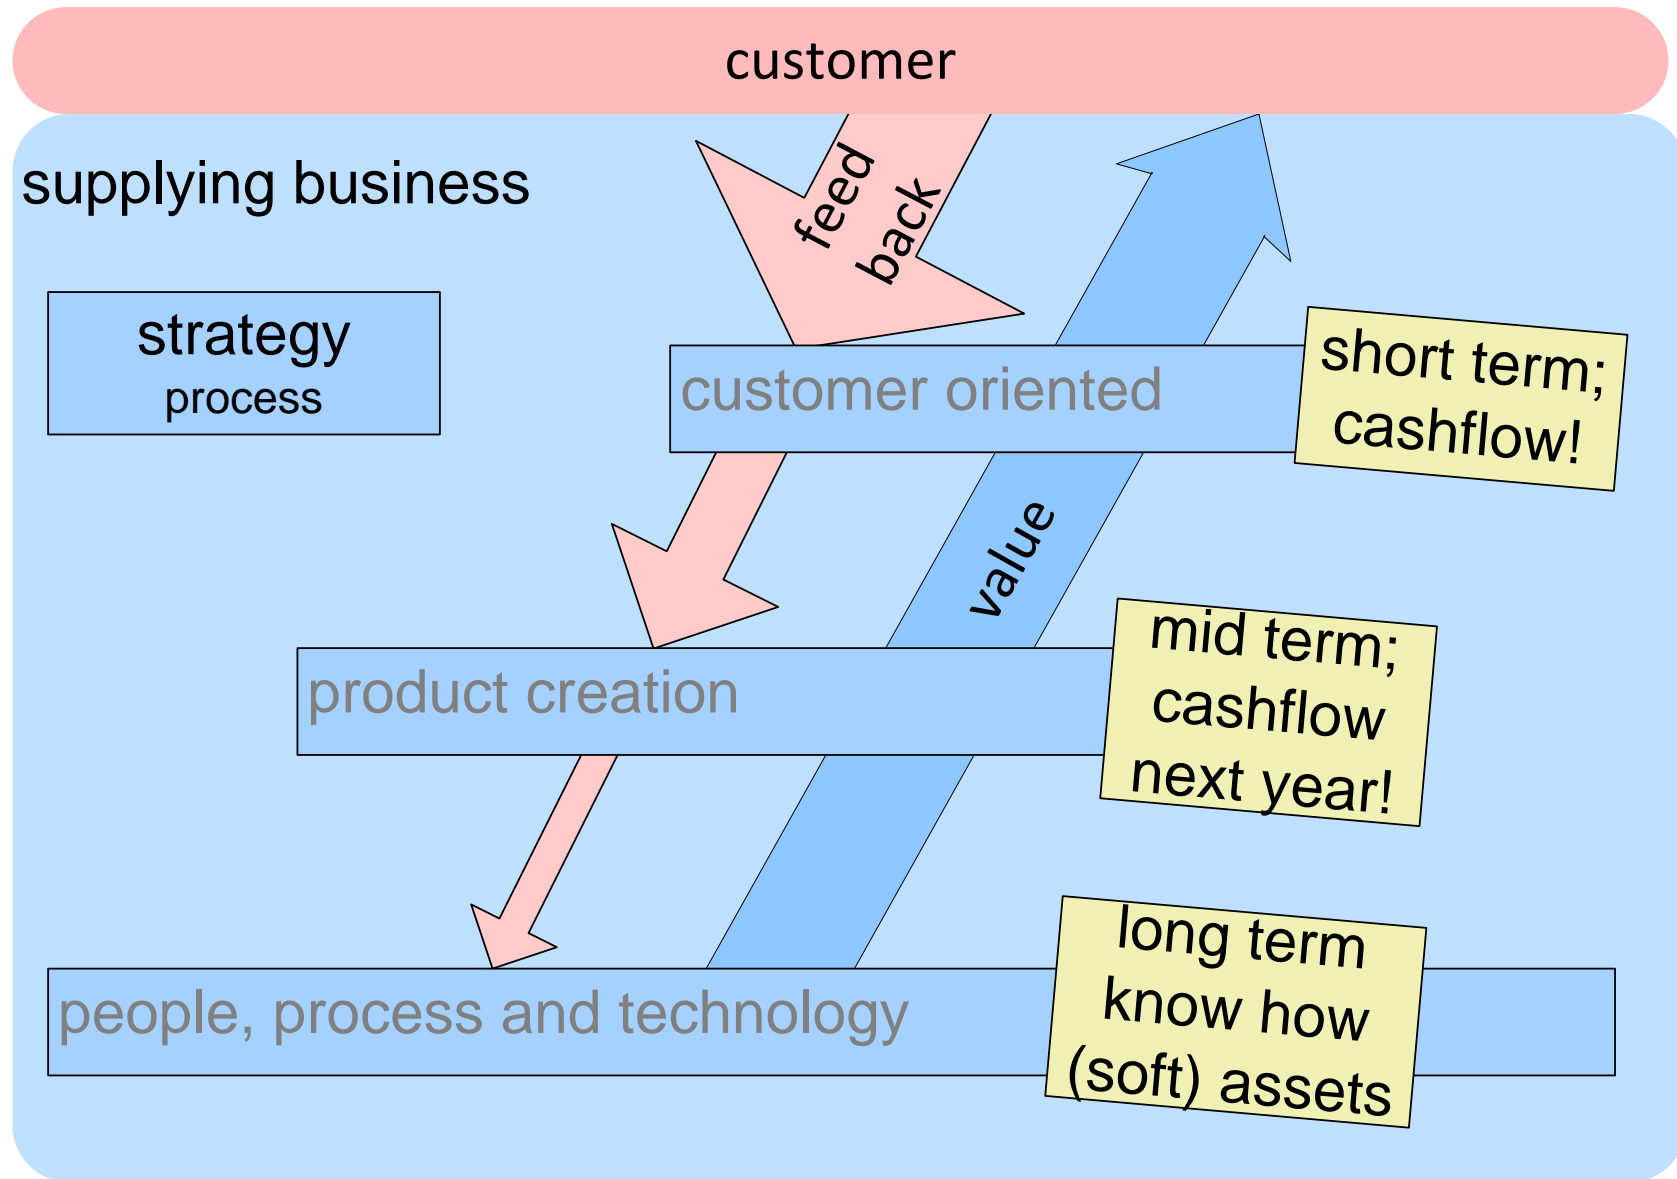 customer
supplying business
feed
back
strategy
process
customer oriented
short term;
cashflow!
value
product creation
mid term;
cashflow
next year!
people, process and technology
long term
know how
(soft) assets